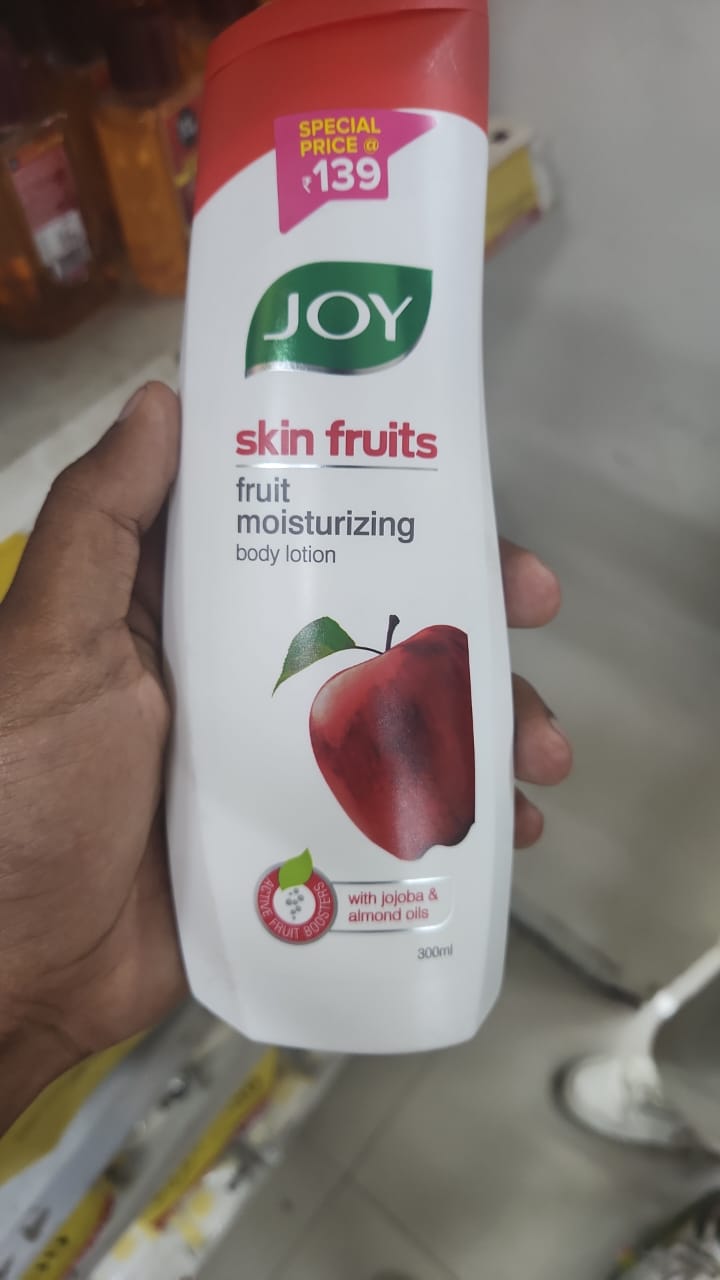 SPECIAL
PRICE @
₹139
JOY
skin fruits
fruit
moisturizing
body lotion
ACTIVE FRUIT BOOSTERS
with jojoba &
almond oils
300ml